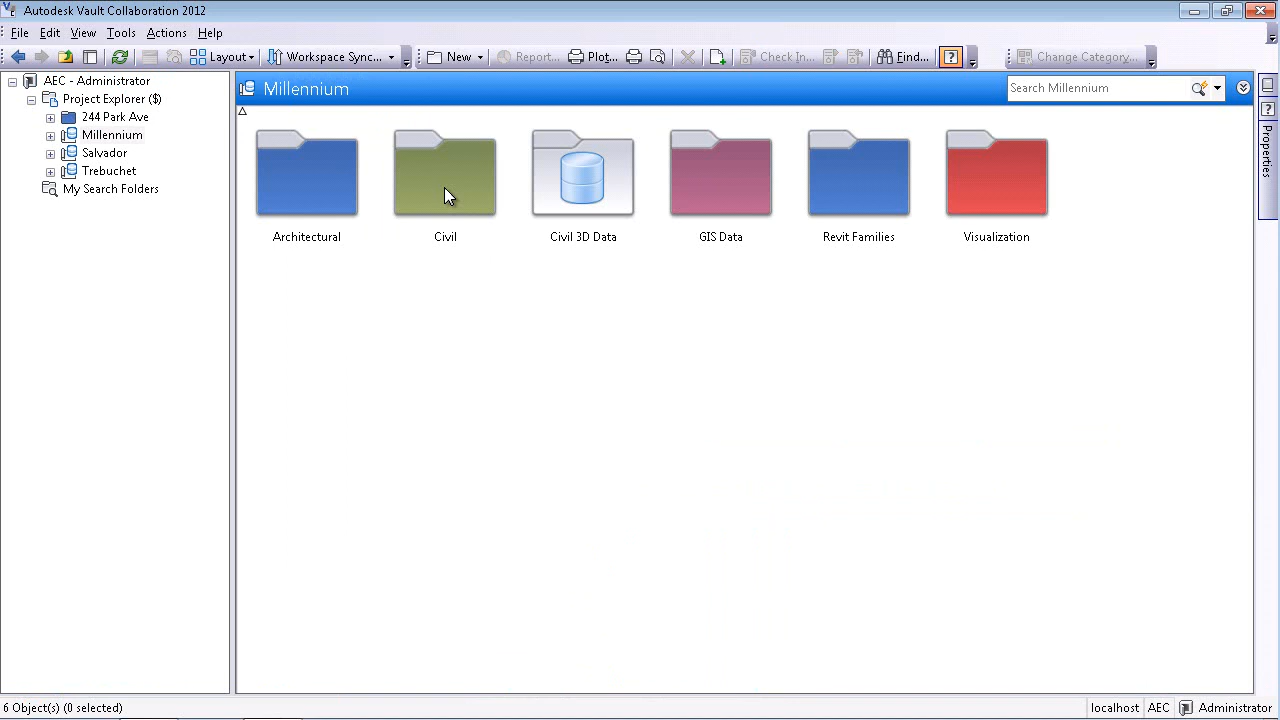 Autodesk Vault Collaboration 2012
File Edit View Tools Actions Help
Layout Workspace Sync... New Report... Plot... Check In... Find... Change Category...
AEC - Administrator
Project Explorer ($)
244 Park Ave
Millennium
Salvador
Trebuchet
My Search Folders
Millennium
Search Millennium
Architectural Civil Civil 3D Data GIS Data Revit Families Visualization
Properties
6 Object(s) (0 selected)
localhost AEC Administrator